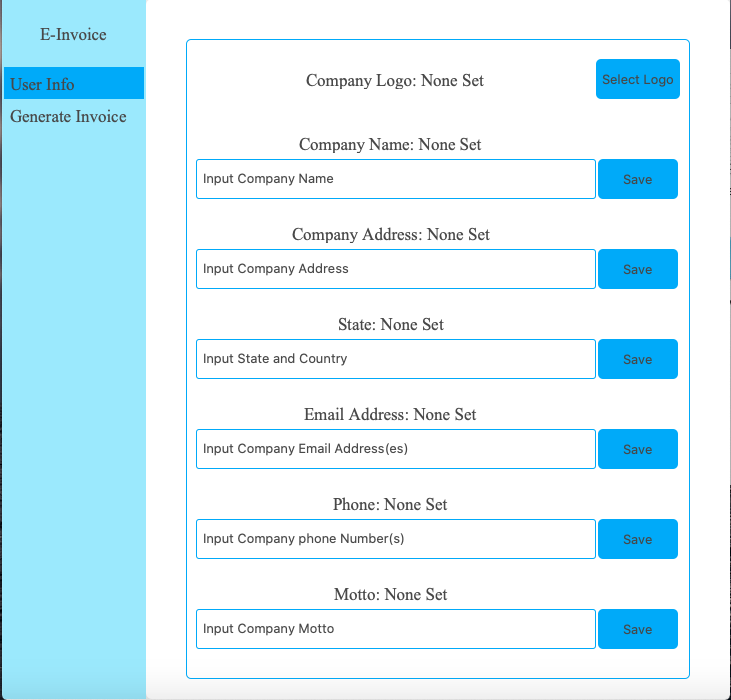 E-Invoice
User Info
Generate Invoice
Company Logo: None Set
Select Logo
Company Name: None Set
Input Company Name
Save
Company Address: None Set
Input Company Address
Save
State: None Set
Input State and Country
Save
Email Address: None Set
Input Company Email Address(es)
Save
Phone: None Set
Input Company phone Number(s)
Save
Motto: None Set
Input Company Motto
Save